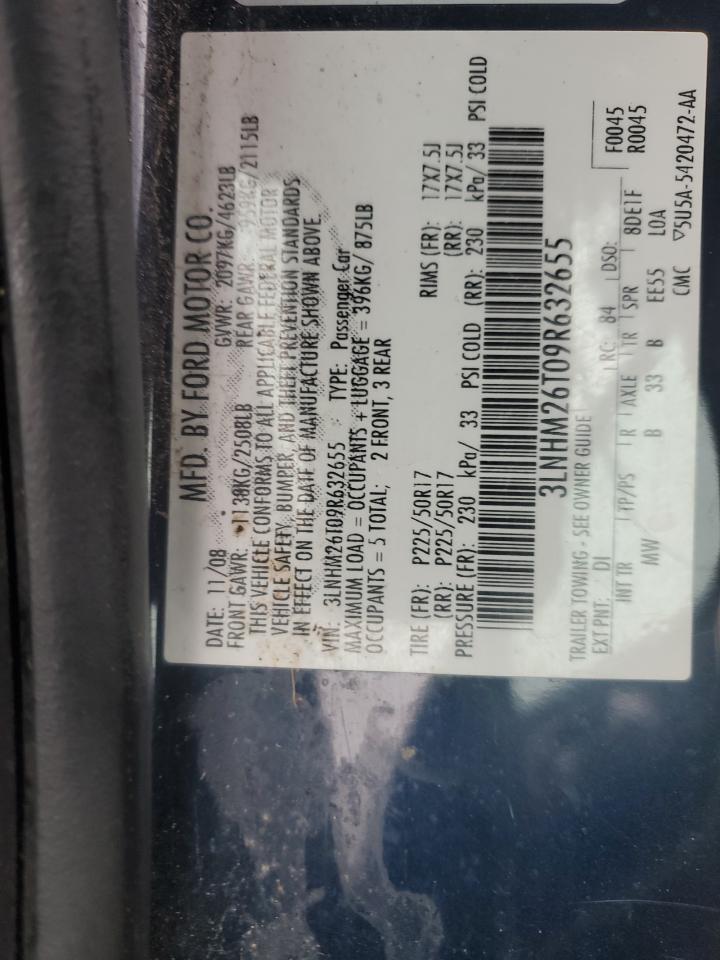 MFD. BY FORD MOTOR CO.
DATE: 11/08 GVWR: 2097KG/4623LB
FRONT GAWR: 1138KG/2508LB REAR GAWR: 959KG/2115LB
THIS VEHICLE CONFORMS TO ALL APPLICABLE FEDERAL MOTOR
VEHICLE SAFETY, BUMPER, AND THEFT PREVENTION STANDARDS
IN EFFECT ON THE DATE OF MANUFACTURE SHOWN ABOVE.
VIN: 3LNHM26T09R632655 TYPE: Passenger Car
MAXIMUM LOAD = OCCUPANTS + LUGGAGE = 396KG/ 875LB
OCCUPANTS = 5 TOTAL; 2 FRONT, 3 REAR
TIRE (FR): P225/50R17 RIMS (FR): 17X7.5J
(RR): P225/50R17 (RR): 17X7.5J
PRESSURE (FR): 230 kPa/ 33 PSI COLD (RR): 230 kPa/ 33 PSI COLD
3LNHM26T09R632655
TRAILER TOWING - SEE OWNER GUIDE
EXT PNT: DI RC: 84 DSO: F0045
R0045
INT TR TP/PS R AXLE TR SPR 8DE1F
MW B 33 B EE55 L0A
CMC ▽5U5A-5420472-AA